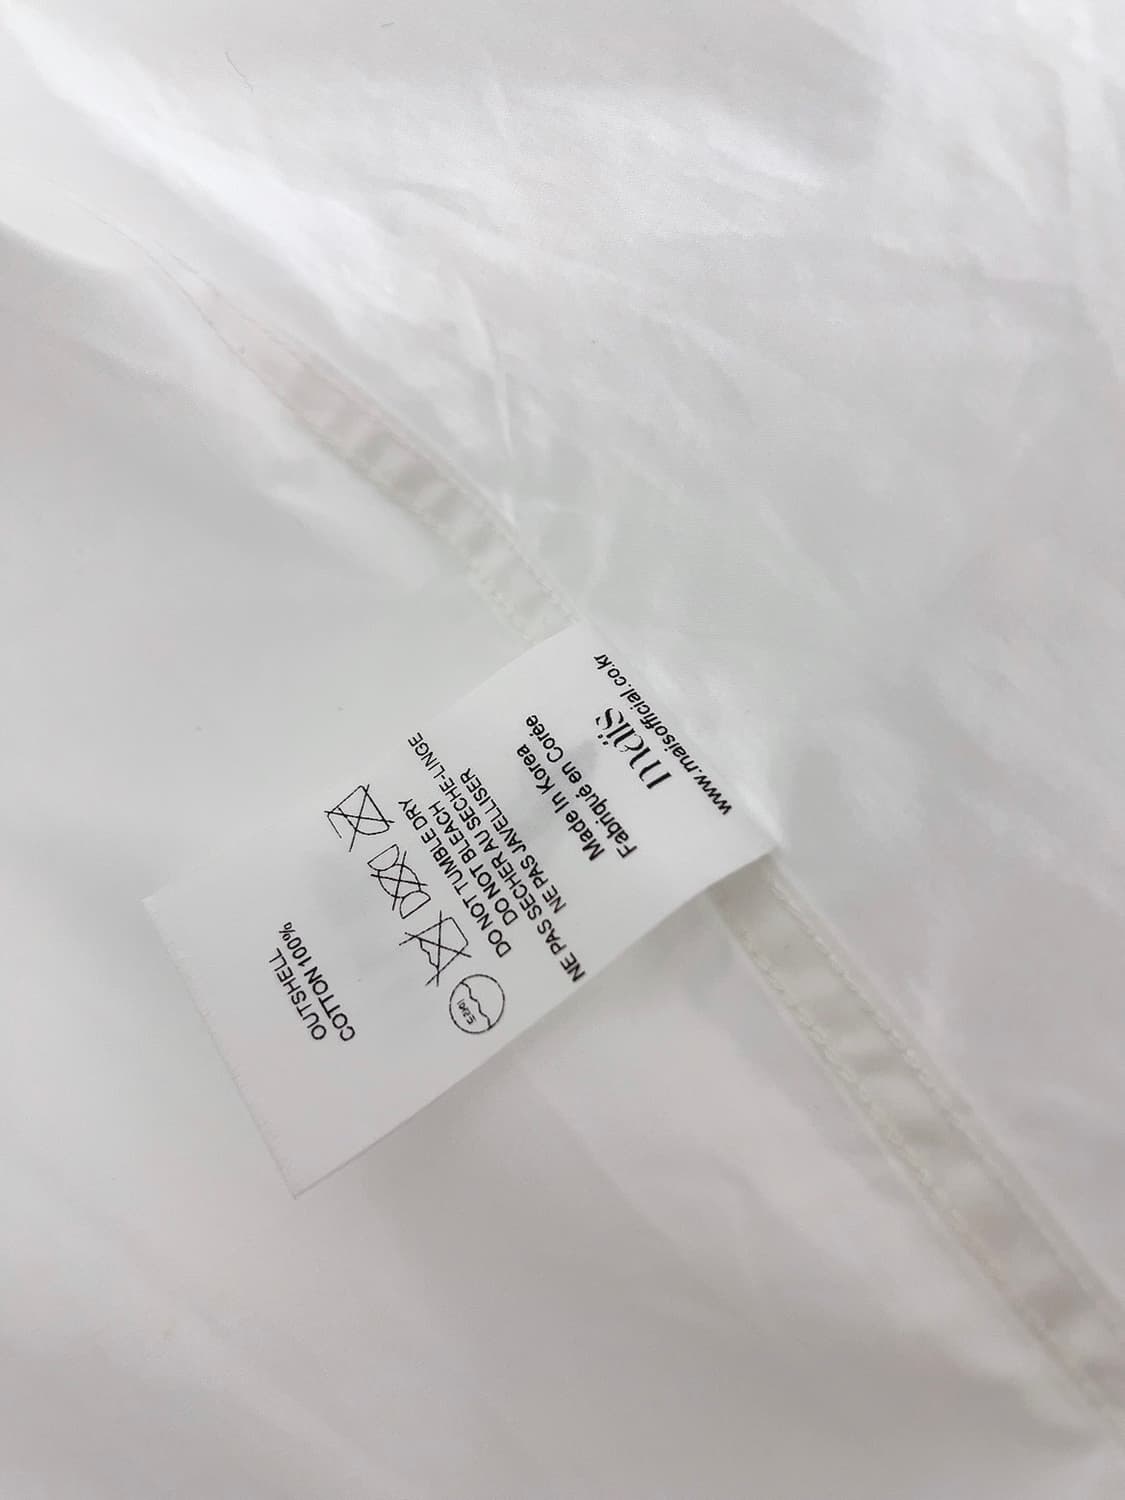 OUTSHELL
COTTON 100%
DO NOT TUMBLE DRY
DO NOT BLEACH
NE PAS SECHER AU SECHE-LINGE
NE PAS JAVELLISER
Made In Korea
Fabriqué en Corée
maïs
www.maisofficial.co.kr